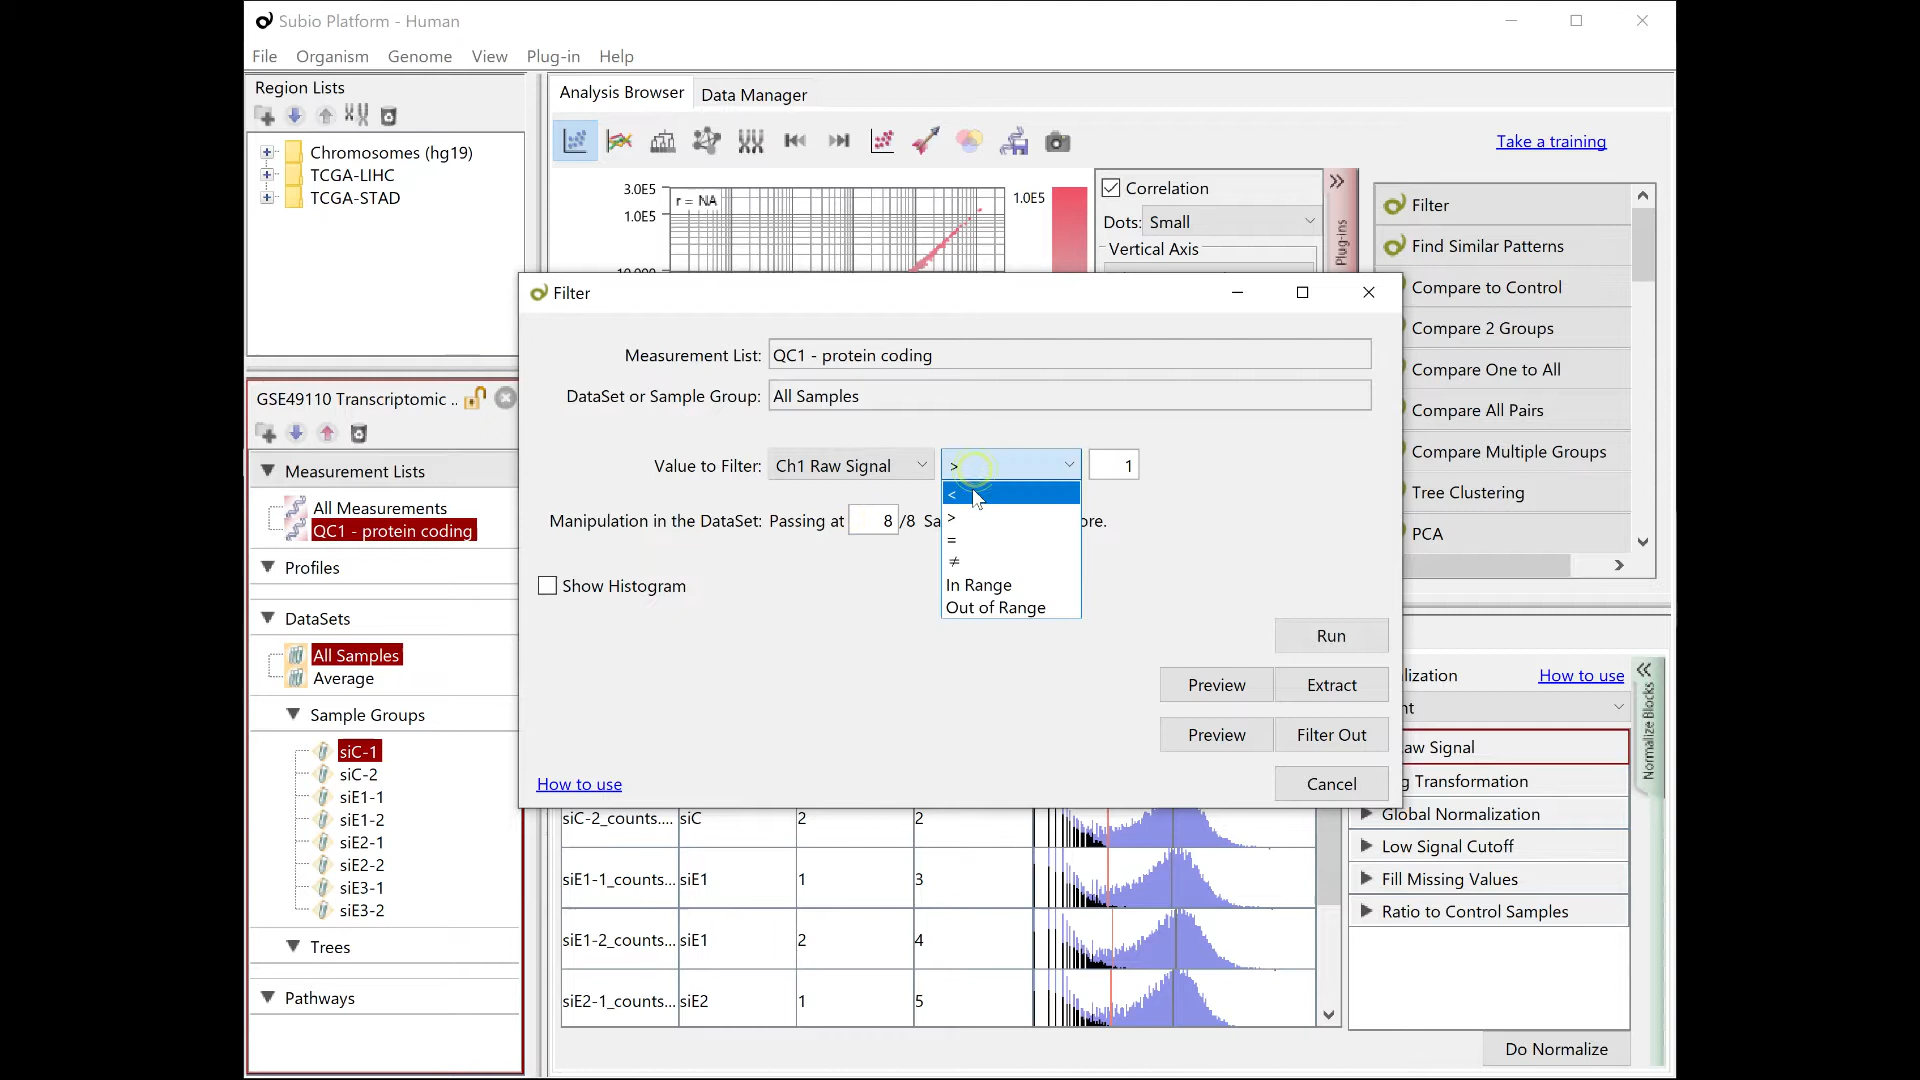 Subio Platform - Human
File Organism Genome View Plug-in Help
Region Lists
Chromosomes (hg19)
TCGA-LIHC
TCGA-STAD
Analysis Browser
Data Manager
Take a training
3.0E5
1.0E5
r = NA
1.0E5
Correlation
Dots: Small
Vertical Axis
Plug-ins
Filter
Find Similar Patterns
Compare to Control
Compare 2 Groups
Compare One to All
Compare All Pairs
Compare Multiple Groups
Tree Clustering
PCA
Filter
Measurement List: QC1 - protein coding
DataSet or Sample Group: All Samples
Value to Filter: Ch1 Raw Signal > 1
Manipulation in the DataSet: Passing at 8 /8 Sa ore.
<
>
=
≠
In Range
Out of Range
Show Histogram
Run
Preview Extract
Preview Filter Out
How to use
Cancel
GSE49110 Transcriptomic ..
Measurement Lists
All Measurements
QC1 - protein coding
Profiles
DataSets
All Samples
Average
Sample Groups
siC-1
siC-2
siE1-1
siE1-2
siE2-1
siE2-2
siE3-1
siE3-2
Trees
Pathways
siC-2_counts.... siC 2 2
siE1-1_counts... siE1 1 3
siE1-2_counts... siE1 2 4
siE2-1_counts... siE2 1 5
lization How to use
nt
aw Signal
g Transformation
Global Normalization
Low Signal Cutoff
Fill Missing Values
Ratio to Control Samples
Normalize Blocks
Do Normalize